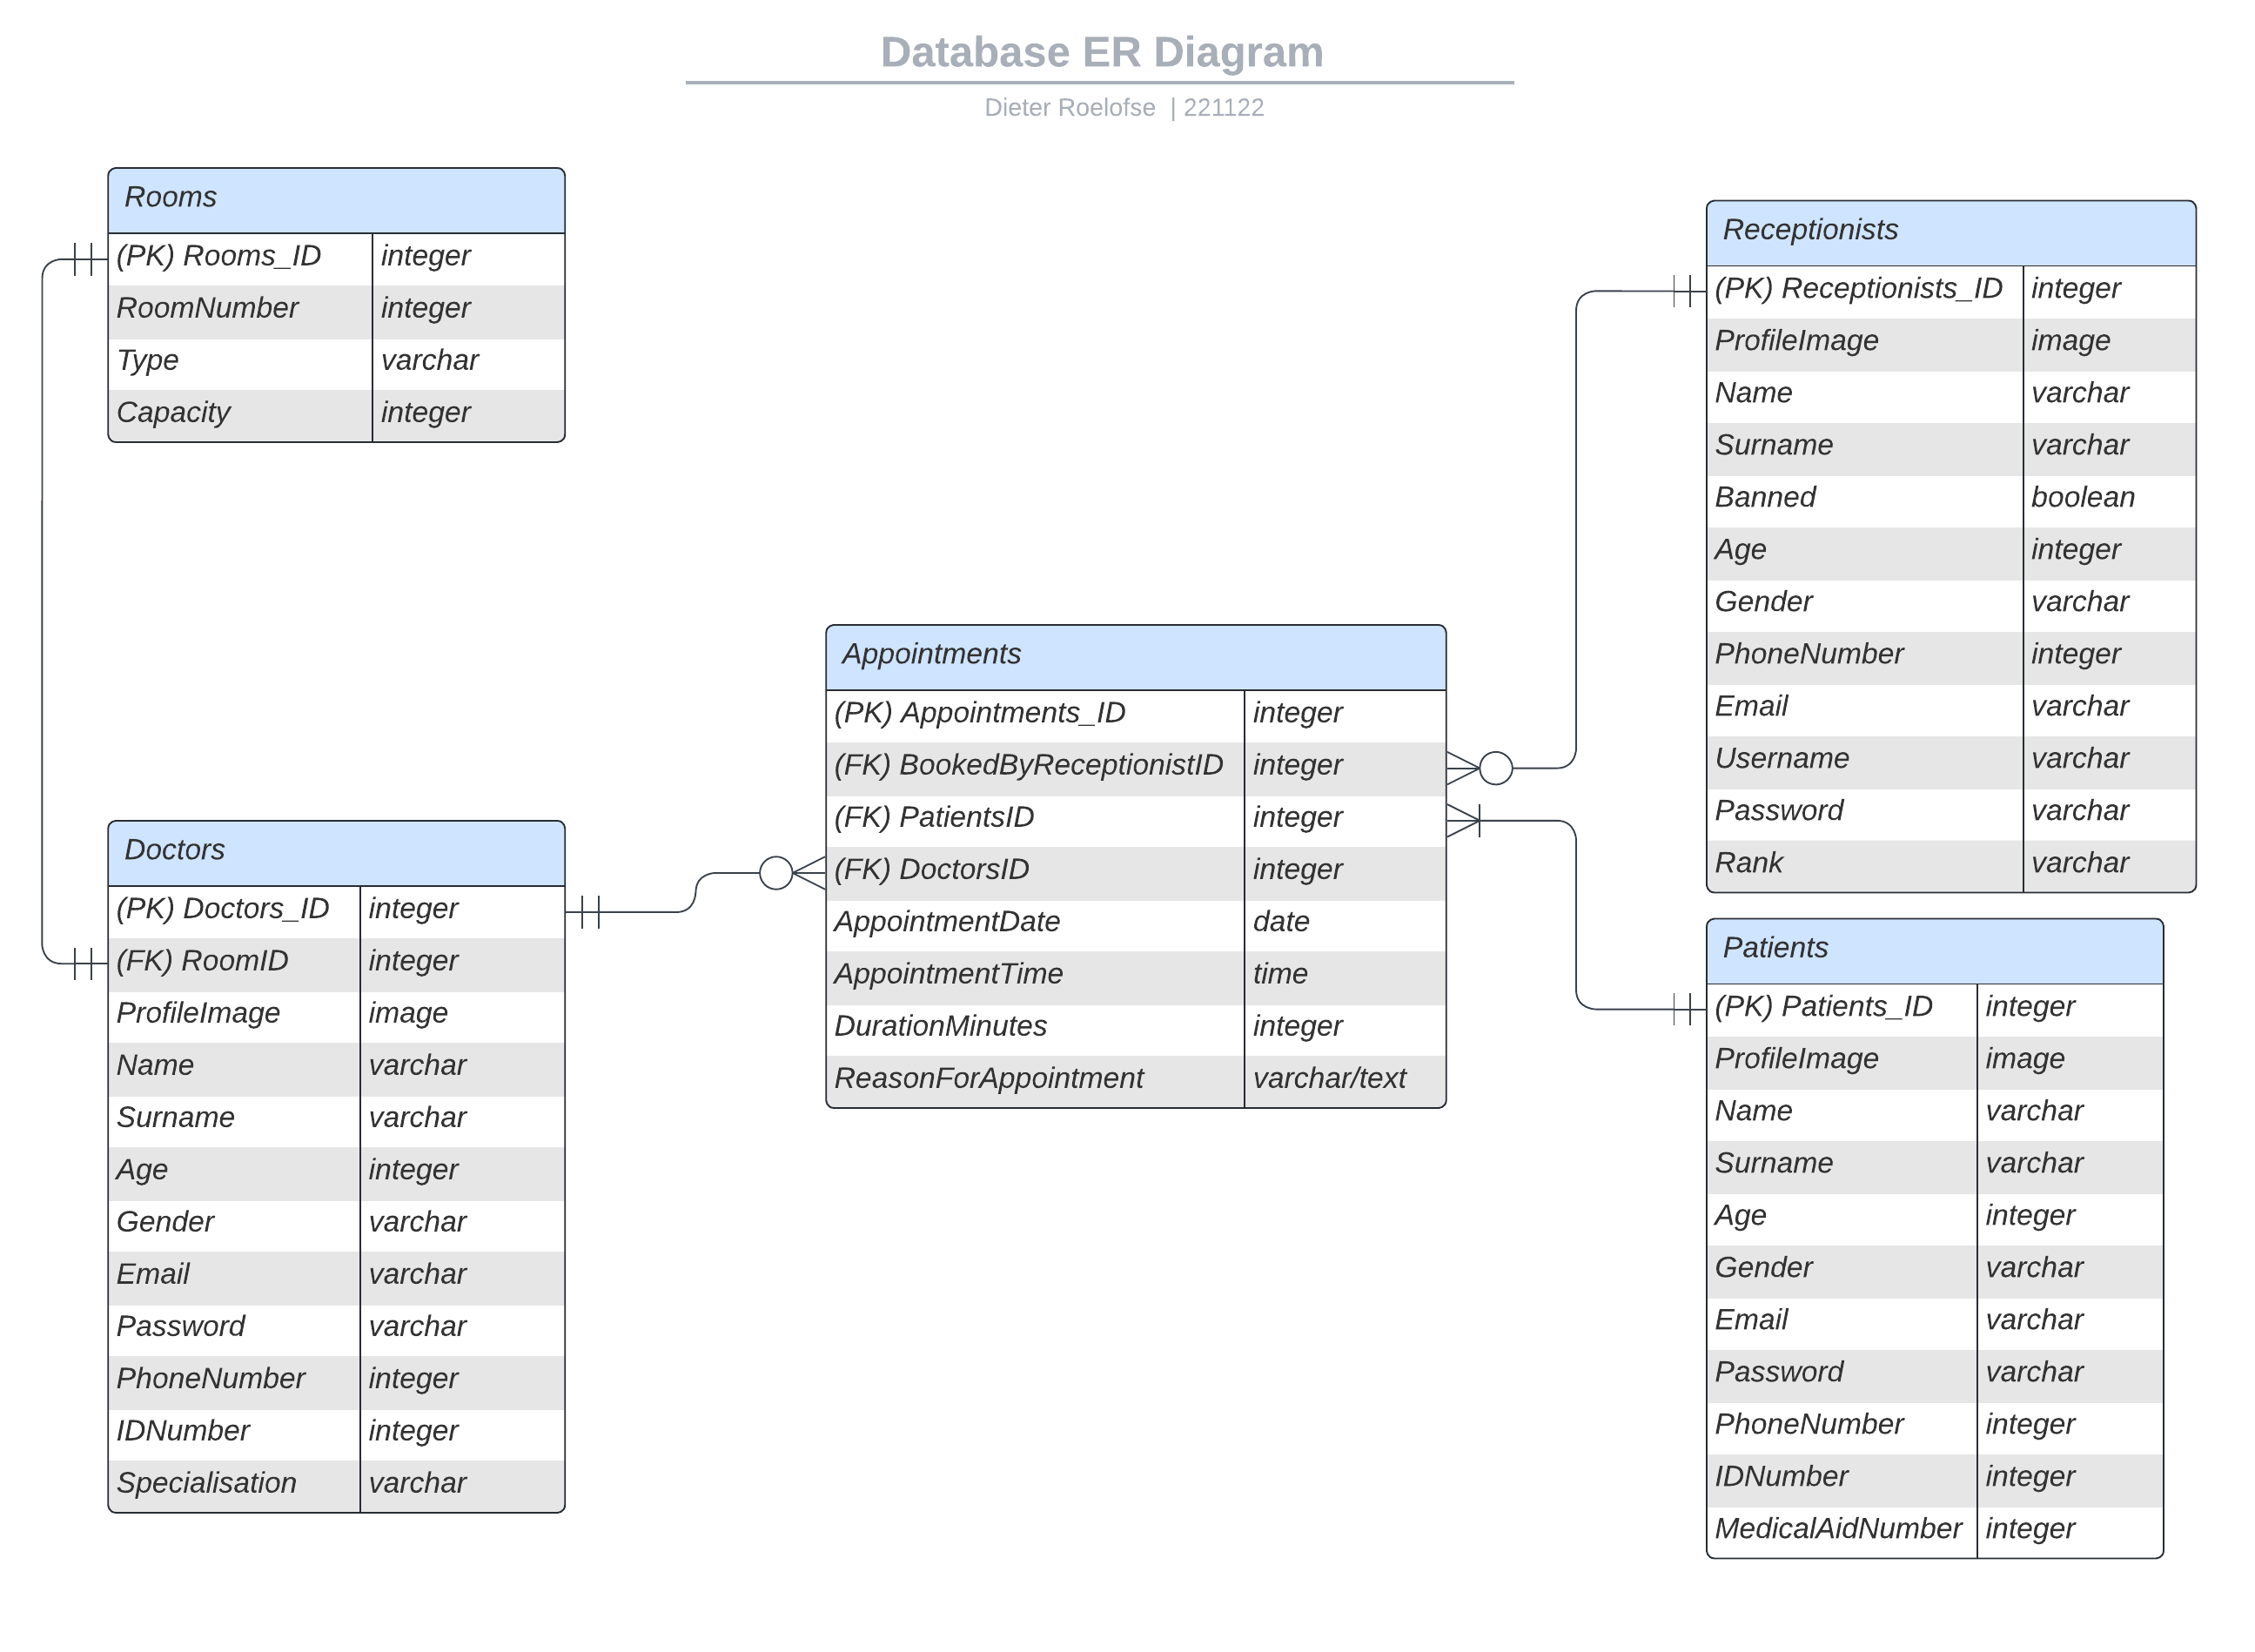 Database ER Diagram
Dieter Roelofse | 221122
Rooms
(PK) Rooms_ID integer
RoomNumber integer
Type varchar
Capacity integer
Doctors
(PK) Doctors_ID integer
(FK) RoomID integer
ProfileImage image
Name varchar
Surname varchar
Age integer
Gender varchar
Email varchar
Password varchar
PhoneNumber integer
IDNumber integer
Specialisation varchar
Appointments
(PK) Appointments_ID integer
(FK) BookedByReceptionistID integer
(FK) PatientsID integer
(FK) DoctorsID integer
AppointmentDate date
AppointmentTime time
DurationMinutes integer
ReasonForAppointment varchar/text
Receptionists
(PK) Receptionists_ID integer
ProfileImage image
Name varchar
Surname varchar
Banned boolean
Age integer
Gender varchar
PhoneNumber integer
Email varchar
Username varchar
Password varchar
Rank varchar
Patients
(PK) Patients_ID integer
ProfileImage image
Name varchar
Surname varchar
Age integer
Gender varchar
Email varchar
Password varchar
PhoneNumber integer
IDNumber integer
MedicalAidNumber integer